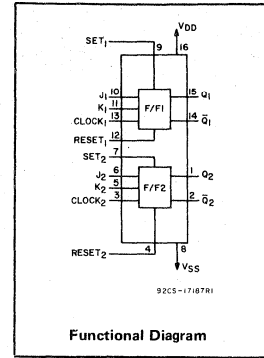 SET₁
VDD
9 16
J₁ 10
K₁ 11
CLOCK₁ 13
F/F1
15 Q₁
14 Q̅₁
RESET₁ 12
SET₂ 7
J₂ 6
K₂ 5
CLOCK₂ 3
F/F2
1 Q₂
2 Q̅₂
4 8
RESET₂
VSS
92CS-17187R1
Functional Diagram